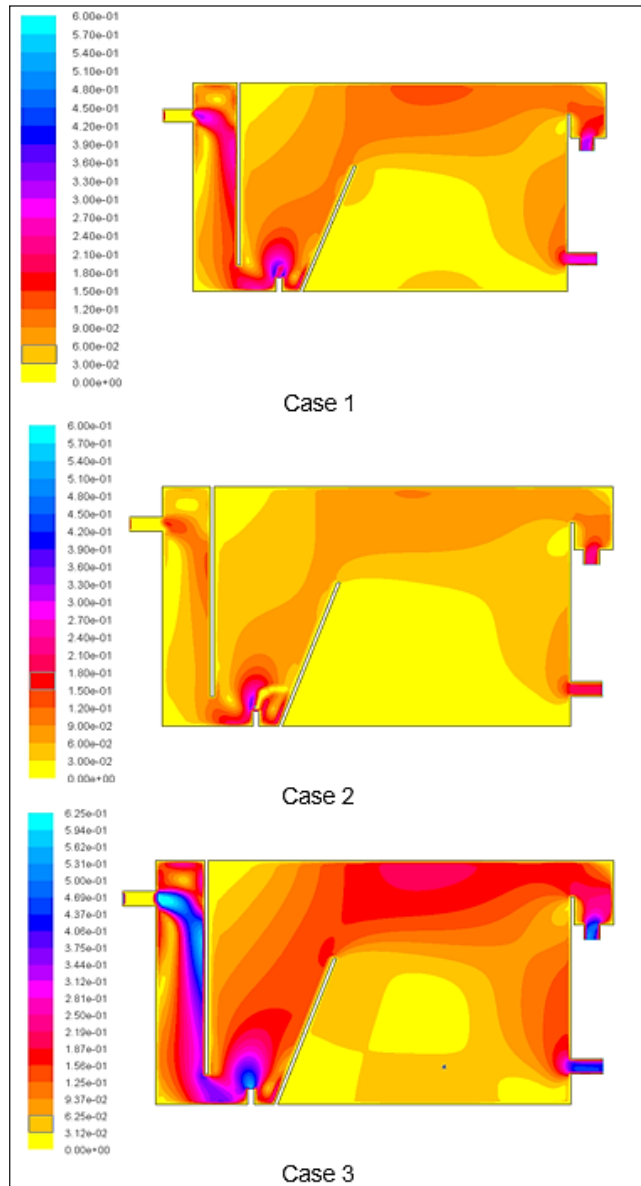 6.00e-01
5.70e-01
5.40e-01
5.10e-01
4.80e-01
4.50e-01
4.20e-01
3.90e-01
3.60e-01
3.30e-01
3.00e-01
2.70e-01
2.40e-01
2.10e-01
1.80e-01
1.50e-01
1.20e-01
9.00e-02
6.00e-02
3.00e-02
0.00e+00
Case 1
6.00e-01
5.70e-01
5.40e-01
5.10e-01
4.80e-01
4.50e-01
4.20e-01
3.90e-01
3.60e-01
3.30e-01
3.00e-01
2.70e-01
2.40e-01
2.10e-01
1.80e-01
1.50e-01
1.20e-01
9.00e-02
6.00e-02
3.00e-02
0.00e+00
Case 2
6.25e-01
5.94e-01
5.62e-01
5.31e-01
5.00e-01
4.69e-01
4.37e-01
4.06e-01
3.75e-01
3.44e-01
3.12e-01
2.81e-01
2.50e-01
2.19e-01
1.87e-01
1.56e-01
1.25e-01
9.37e-02
6.25e-02
3.12e-02
0.00e+00
Case 3